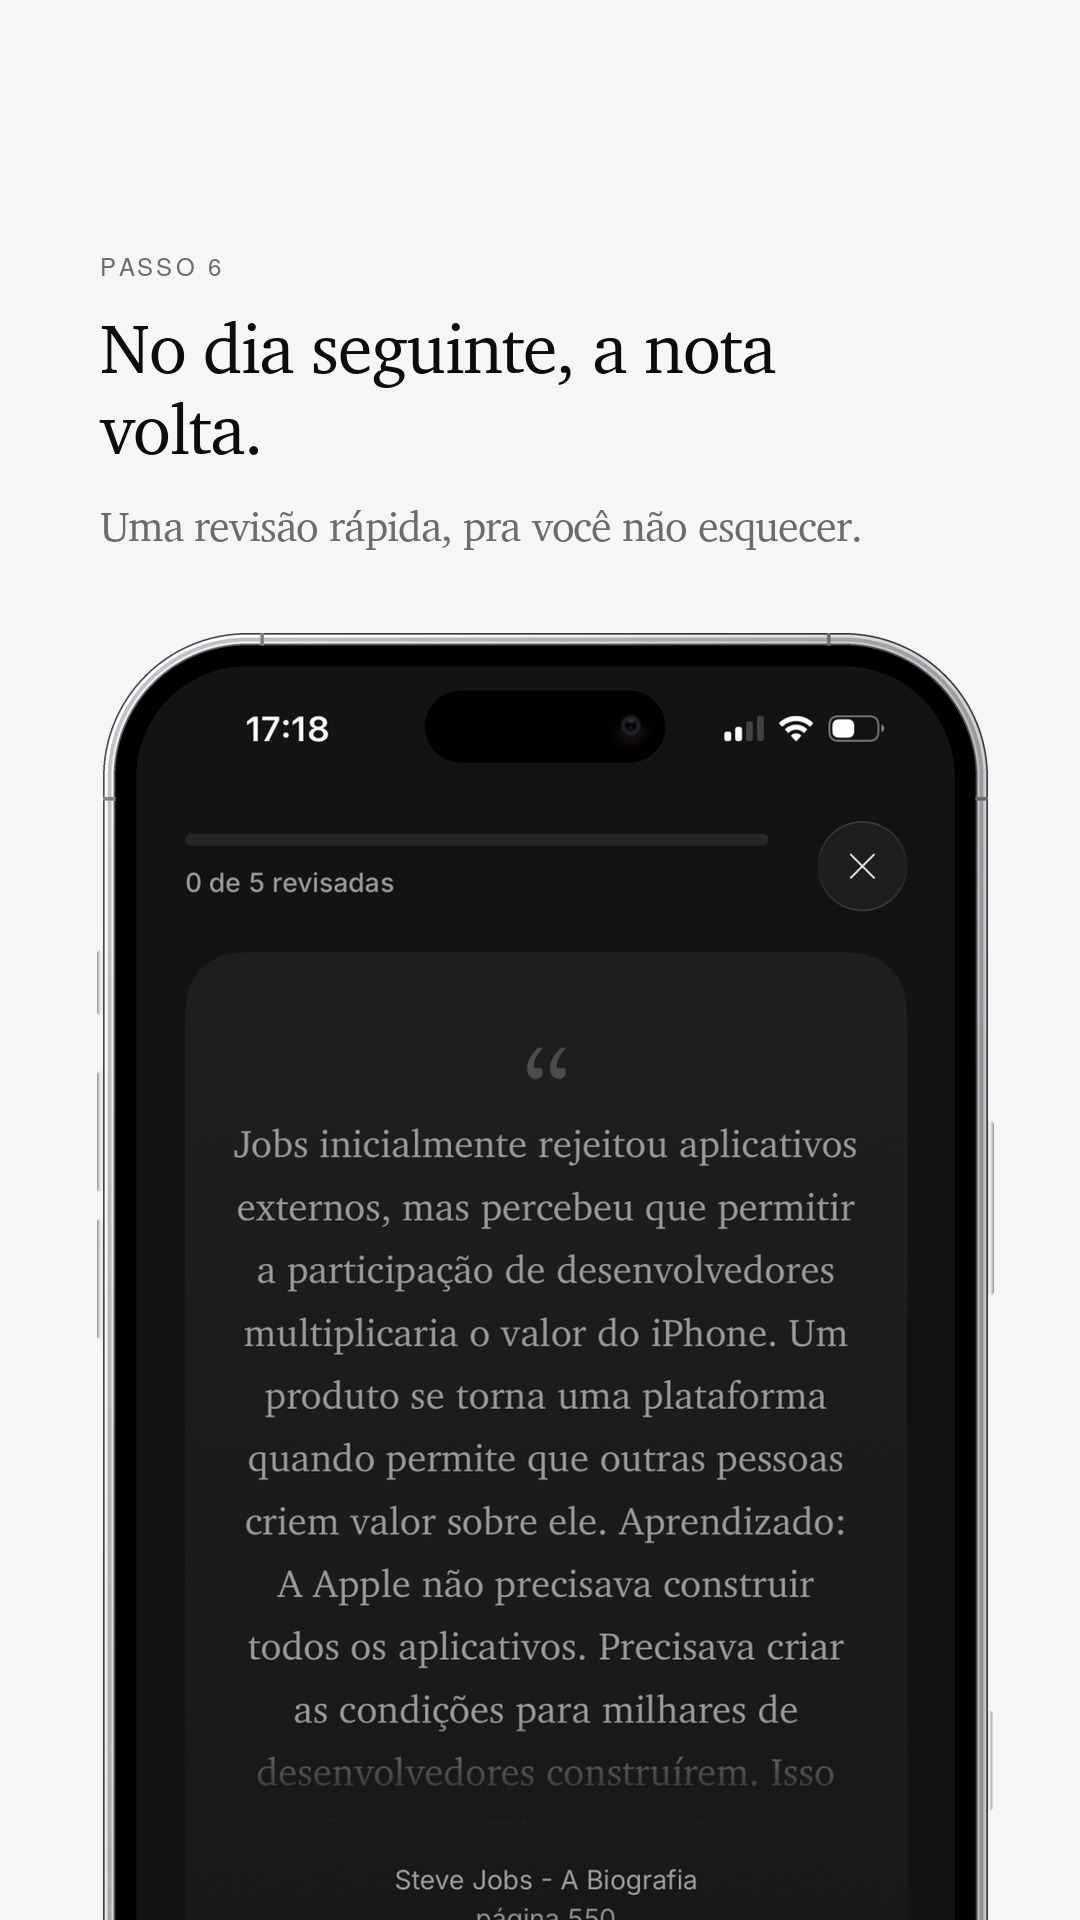 PASSO 6
No dia seguinte, a nota
volta.
Uma revisão rápida, pra você não esquecer.
17:18
0 de 5 revisadas
“
Jobs inicialmente rejeitou aplicativos
externos, mas percebeu que permitir
a participação de desenvolvedores
multiplicaria o valor do iPhone. Um
produto se torna uma plataforma
quando permite que outras pessoas
criem valor sobre ele. Aprendizado:
A Apple não precisava construir
todos os aplicativos. Precisava criar
as condições para milhares de
desenvolvedores construírem. Isso
Steve Jobs - A Biografia
página 550